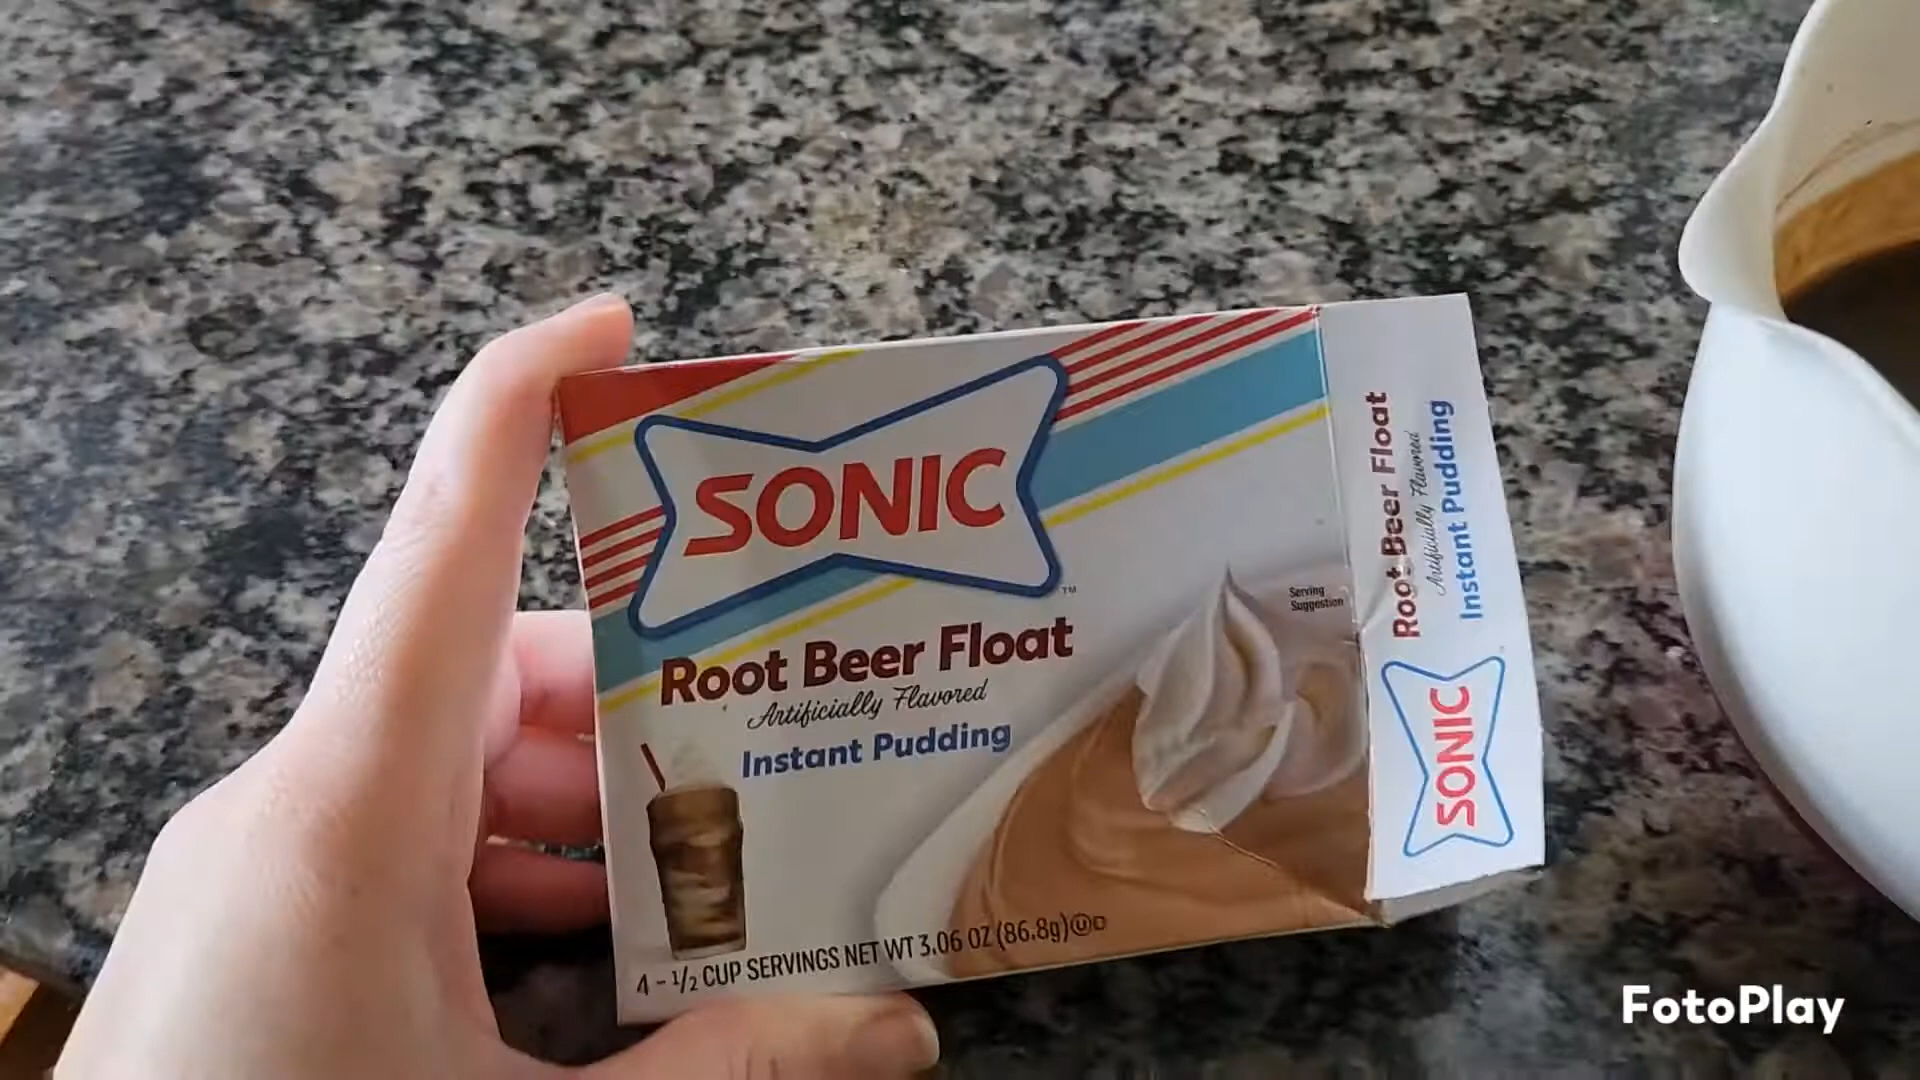 SONIC
TM
Root Beer Float
Artificially Flavored
Instant Pudding
Serving
Suggestion
4 - 1/2 CUP SERVINGS NET WT 3.06 OZ (86.8g) Ⓤ D
Root Beer Float
Artificially Flavored
Instant Pudding
SONIC
FotoPlay